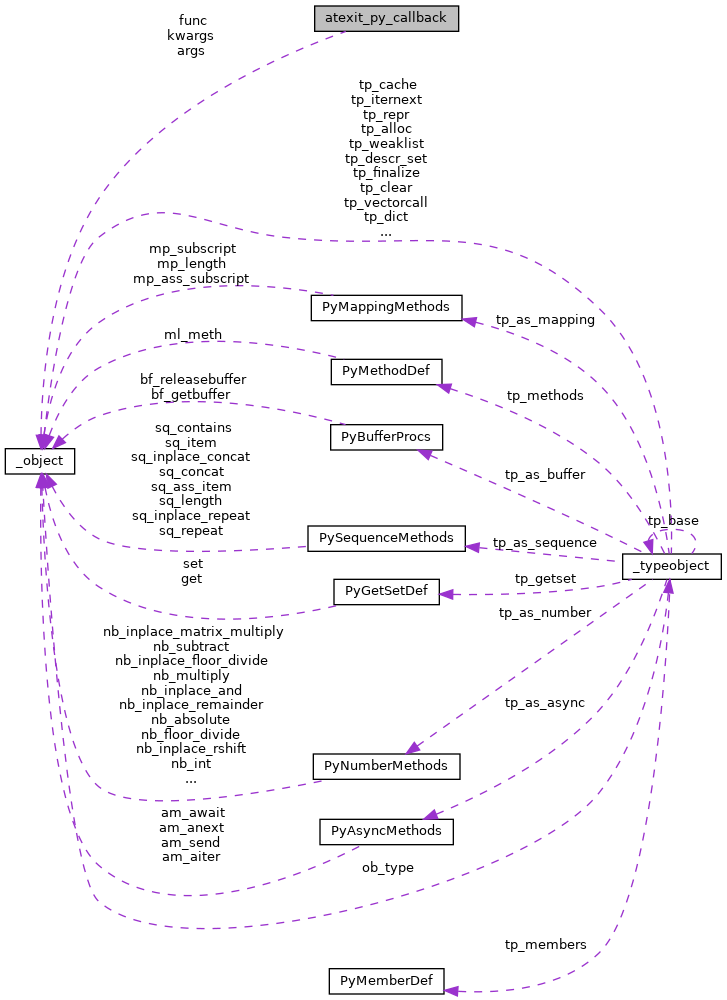 atexit_py_callback
func
kwargs
args
tp_cache
tp_iternext
tp_repr
tp_alloc
tp_weaklist
tp_descr_set
tp_finalize
tp_clear
tp_vectorcall
tp_dict
...
mp_subscript
mp_length
mp_ass_subscript
PyMappingMethods
tp_as_mapping
ml_meth
PyMethodDef
tp_methods
bf_releasebuffer
bf_getbuffer
PyBufferProcs
_object
sq_contains
sq_item
sq_inplace_concat
sq_concat
sq_ass_item
sq_length
sq_inplace_repeat
sq_repeat
tp_as_buffer
tp_base
PySequenceMethods
tp_as_sequence
_typeobject
set
get
PyGetSetDef
tp_getset
tp_as_number
nb_inplace_matrix_multiply
nb_subtract
nb_inplace_floor_divide
nb_multiply
nb_inplace_and
nb_inplace_remainder
nb_absolute
nb_floor_divide
nb_inplace_rshift
nb_int
...
PyNumberMethods
tp_as_async
am_await
am_anext
am_send
am_aiter
PyAsyncMethods
ob_type
tp_members
PyMemberDef